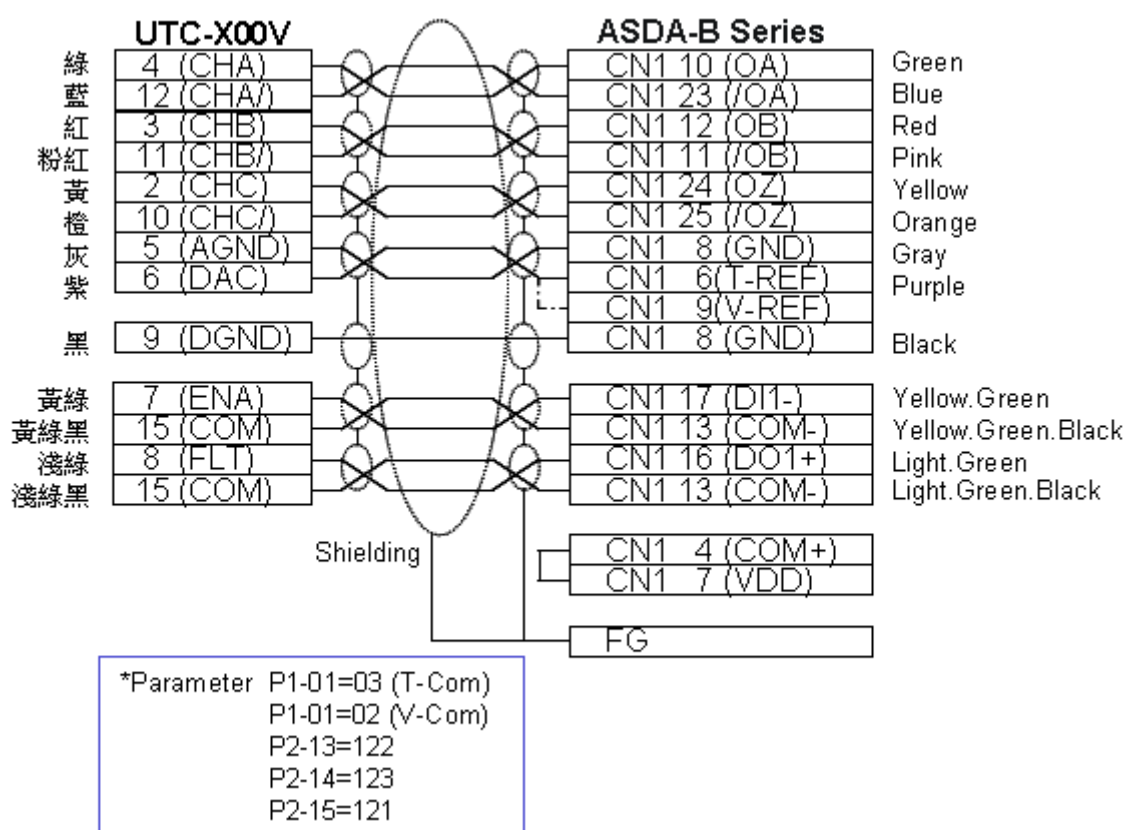 UTC-X00V ASDA-B Series
綠 4 (CHA) CN1 10 (OA) Green
藍 12 (CHA/) CN1 23 (/OA) Blue
紅 3 (CHB) CN1 12 (OB) Red
粉紅 11 (CHB/) CN1 11 (/OB) Pink
黃 2 (CHC) CN1 24 (OZ) Yellow
橙 10 (CHC/) CN1 25 (/OZ) Orange
灰 5 (AGND) CN1 8 (GND) Gray
紫 6 (DAC) CN1 6(T-REF) Purple
CN1 9(V-REF)
黑 9 (DGND) CN1 8 (GND) Black
黃綠 7 (ENA) CN1 17 (DI1-) Yellow.Green
黃綠黑 15 (COM) CN1 13 (COM-) Yellow.Green.Black
淺綠 8 (FLT) CN1 16 (DO1+) Light.Green
淺綠黑 15 (COM) CN1 13 (COM-) Light.Green.Black
Shielding CN1 4 (COM+)
CN1 7 (VDD)
FG
*Parameter P1-01=03 (T-Com)
P1-01=02 (V-Com)
P2-13=122
P2-14=123
P2-15=121